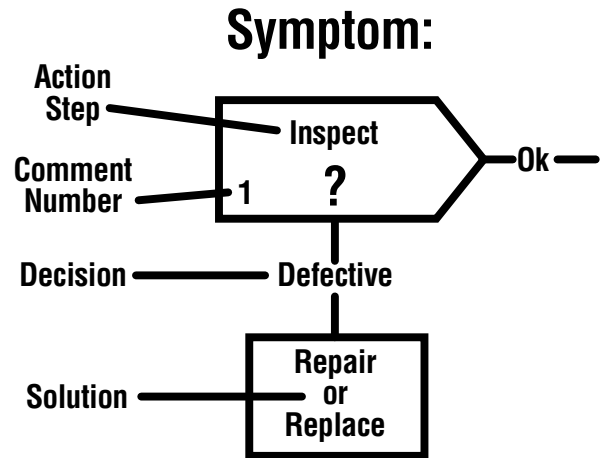 Symptom:
Action
Step
Inspect
Ok
Comment
Number
1
?
Decision
Defective
Solution
Repair
or
Replace